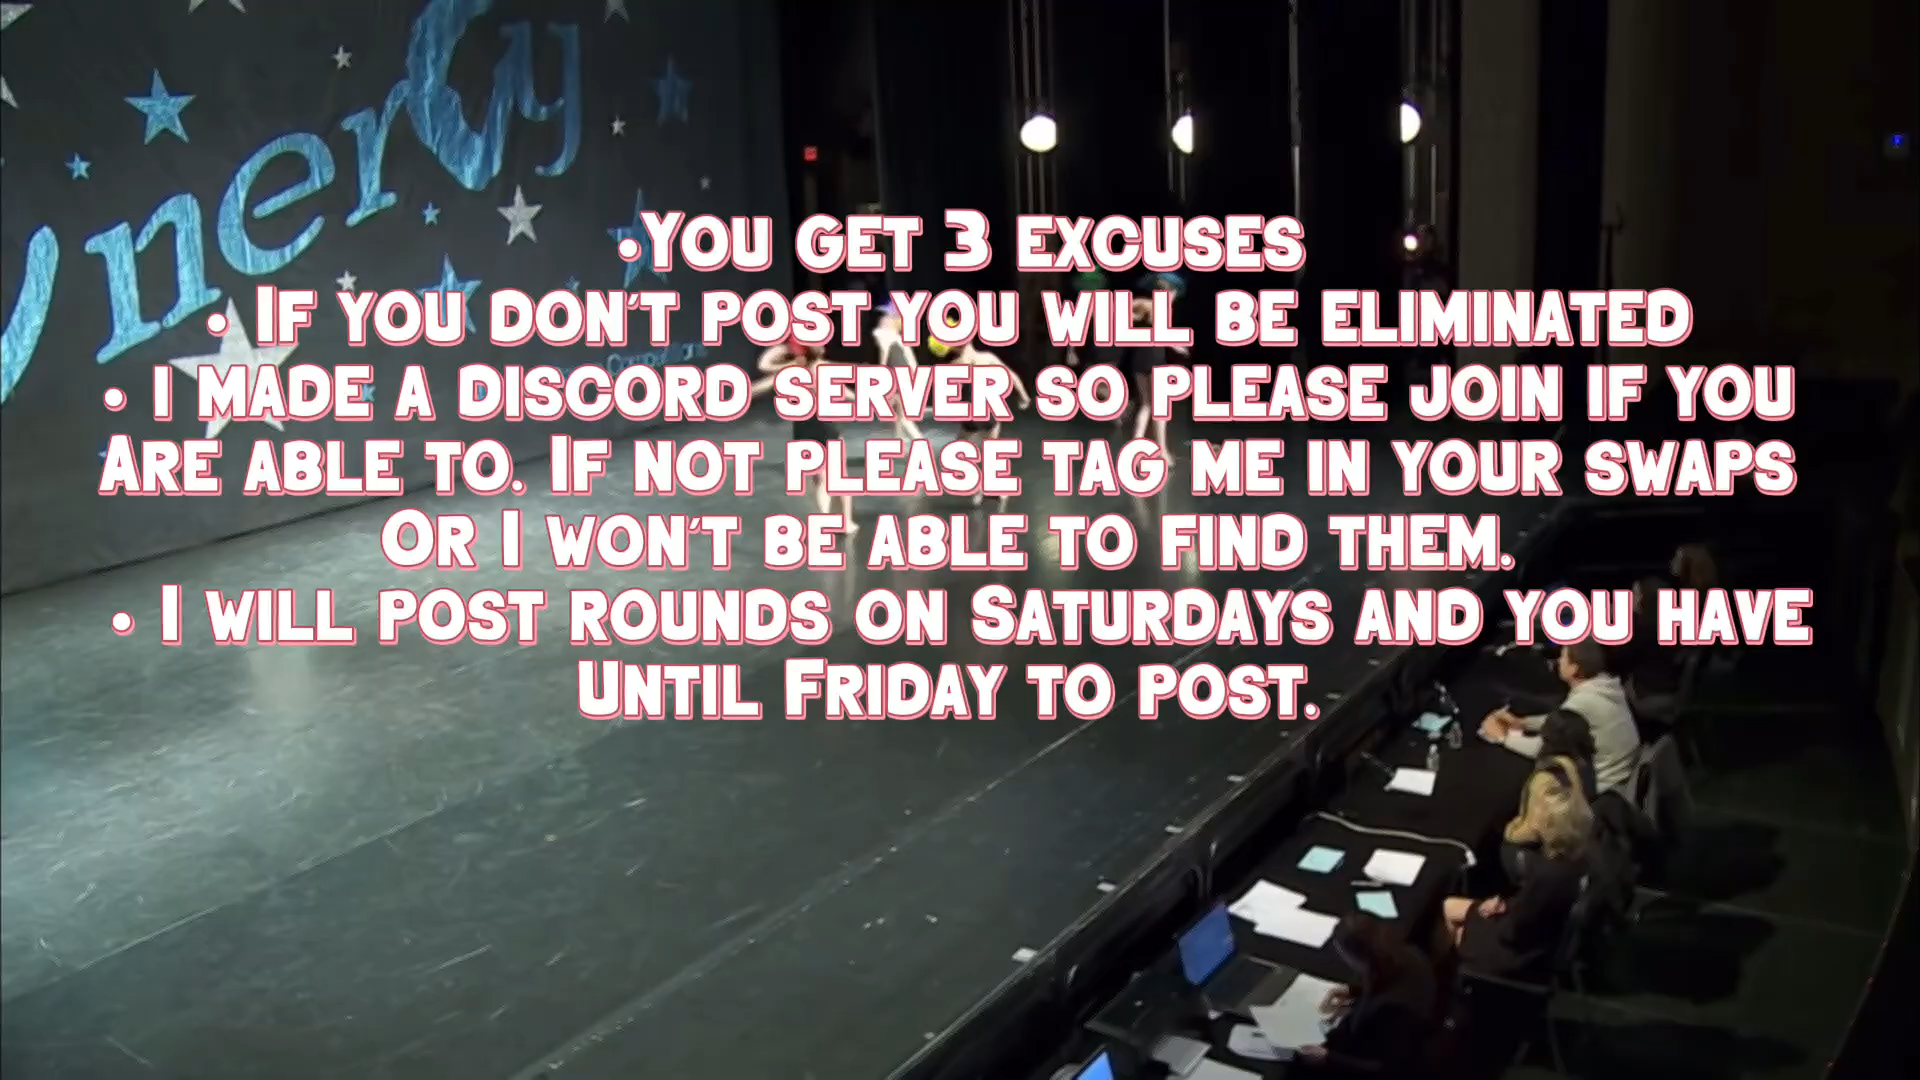 ynerGy
•You get 3 excuses
• If you don't post you will be eliminated
• I made a discord server so please join if you
Are able to. If not please tag me in your swaps
Or I won't be able to find them.
• I will post rounds on Saturdays and you have
Until Friday to post.